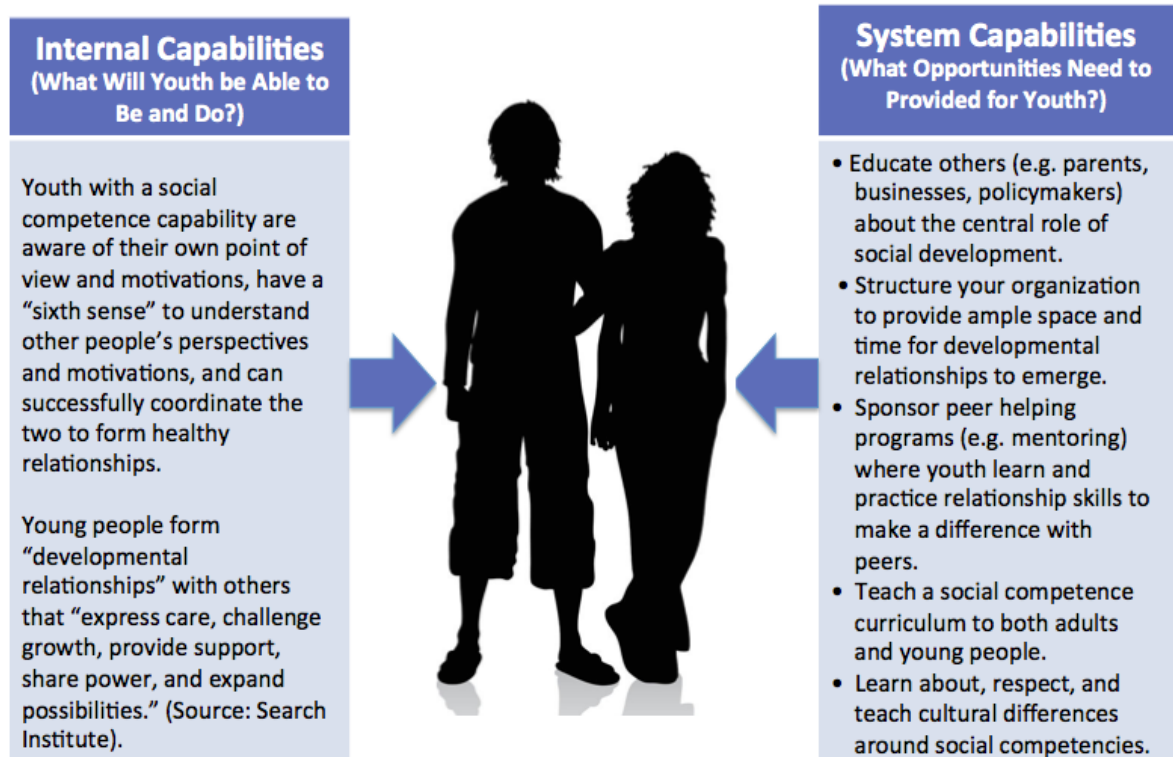 Internal Capabilities
(What Will Youth be Able to
Be and Do?)
Youth with a social
competence capability are
aware of their own point of
view and motivations, have a
“sixth sense” to understand
other people’s perspectives
and motivations, and can
successfully coordinate the
two to form healthy
relationships.
Young people form
“developmental
relationships” with others
that “express care, challenge
growth, provide support,
share power, and expand
possibilities.” (Source: Search
Institute).
System Capabilities
(What Opportunities Need to
Provided for Youth?)
• Educate others (e.g. parents,
businesses, policymakers)
about the central role of
social development.
• Structure your organization
to provide ample space and
time for developmental
relationships to emerge.
• Sponsor peer helping
programs (e.g. mentoring)
where youth learn and
practice relationship skills to
make a difference with
peers.
• Teach a social competence
curriculum to both adults
and young people.
• Learn about, respect, and
teach cultural differences
around social competencies.